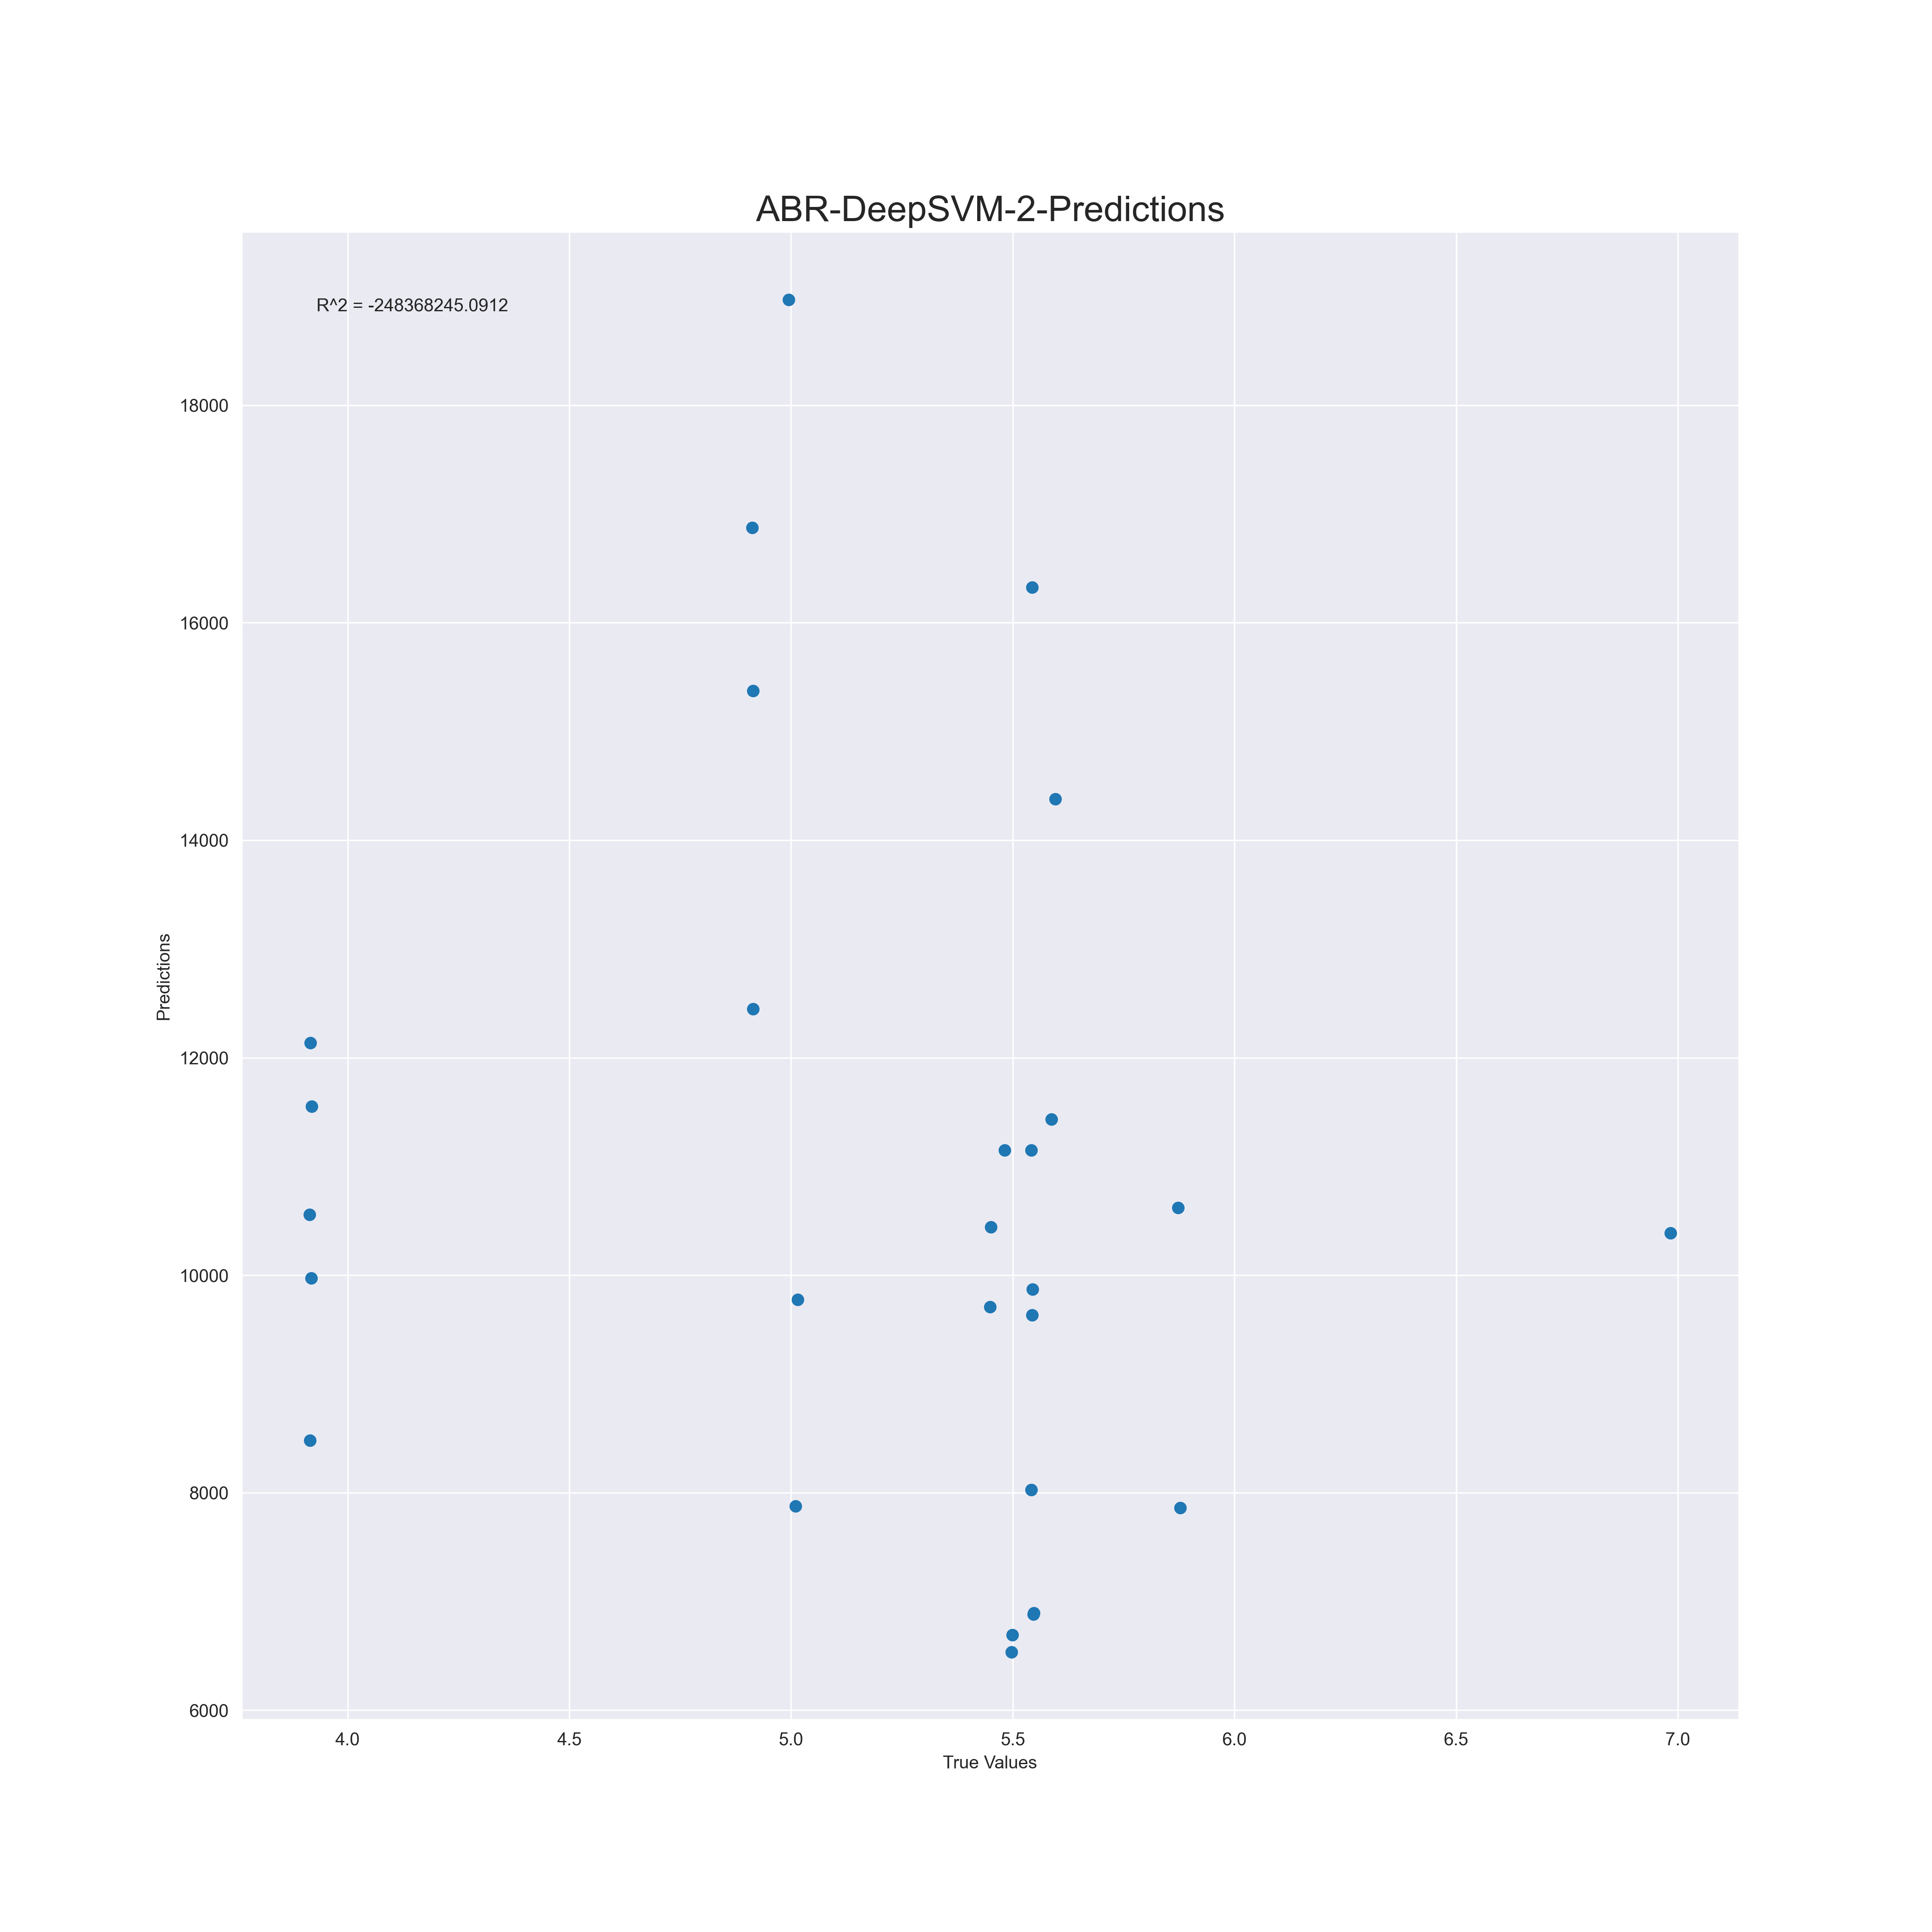 ABR-DeepSVM-2-Predictions
R^2 = -248368245.0912
18000
16000
14000
12000
10000
8000
6000
Predictions
4.0 4.5 5.0 5.5 6.0 6.5 7.0
True Values